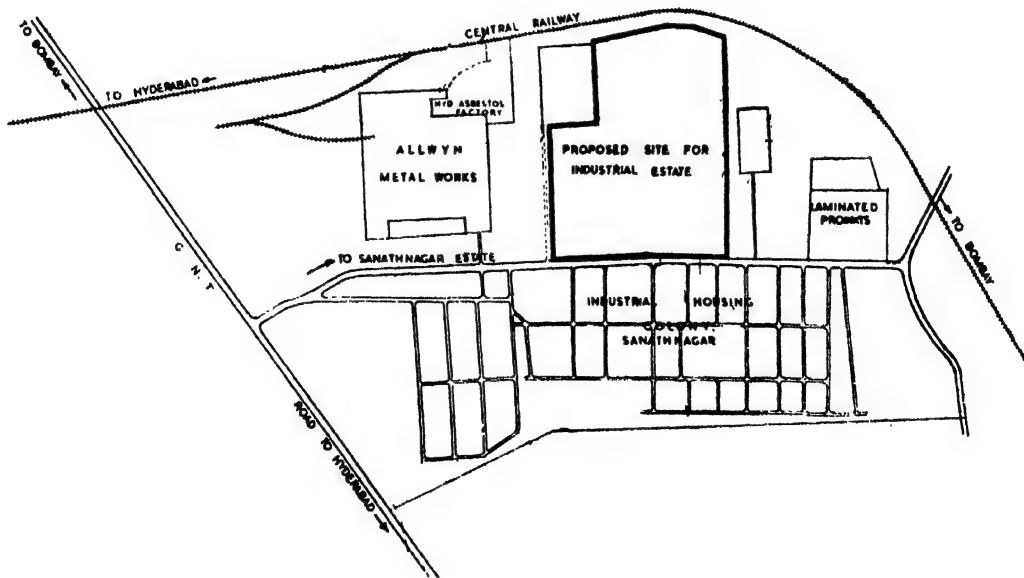 TO BOMBAY
CENTRAL RAILWAY
TO HYDERABAD
HYD ASBESTOS
FACTORY
ALLWYN
METAL WORKS
PROPOSED SITE FOR
INDUSTRIAL ESTATE
LAMINATED
TO BOMBAY
G. N. T
TO SANATHNAGAR ESTATE
INDUSTRIAL HOUSING
COLONY.
SANATHNAGAR
ROAD TO HYDERABAD